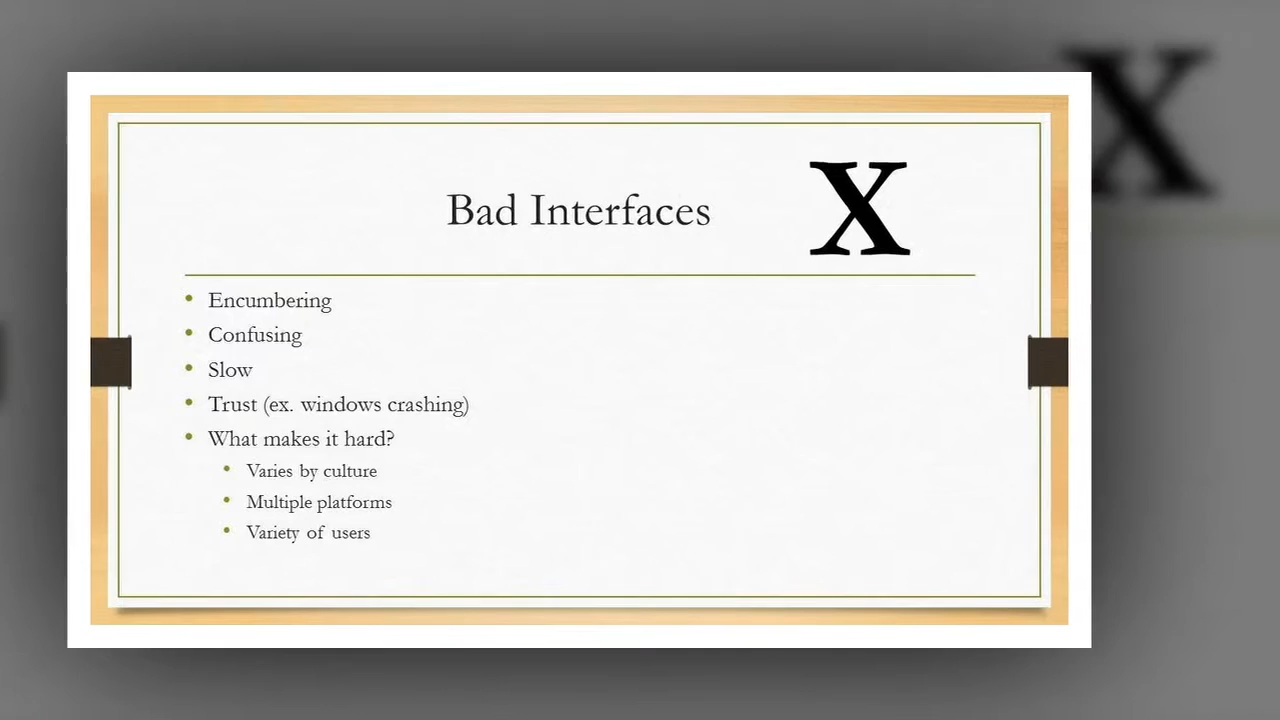 Bad Interfaces
X
Encumbering
Confusing
Slow
Trust (ex. windows crashing)
What makes it hard?
Varies by culture
Multiple platforms
Variety of users